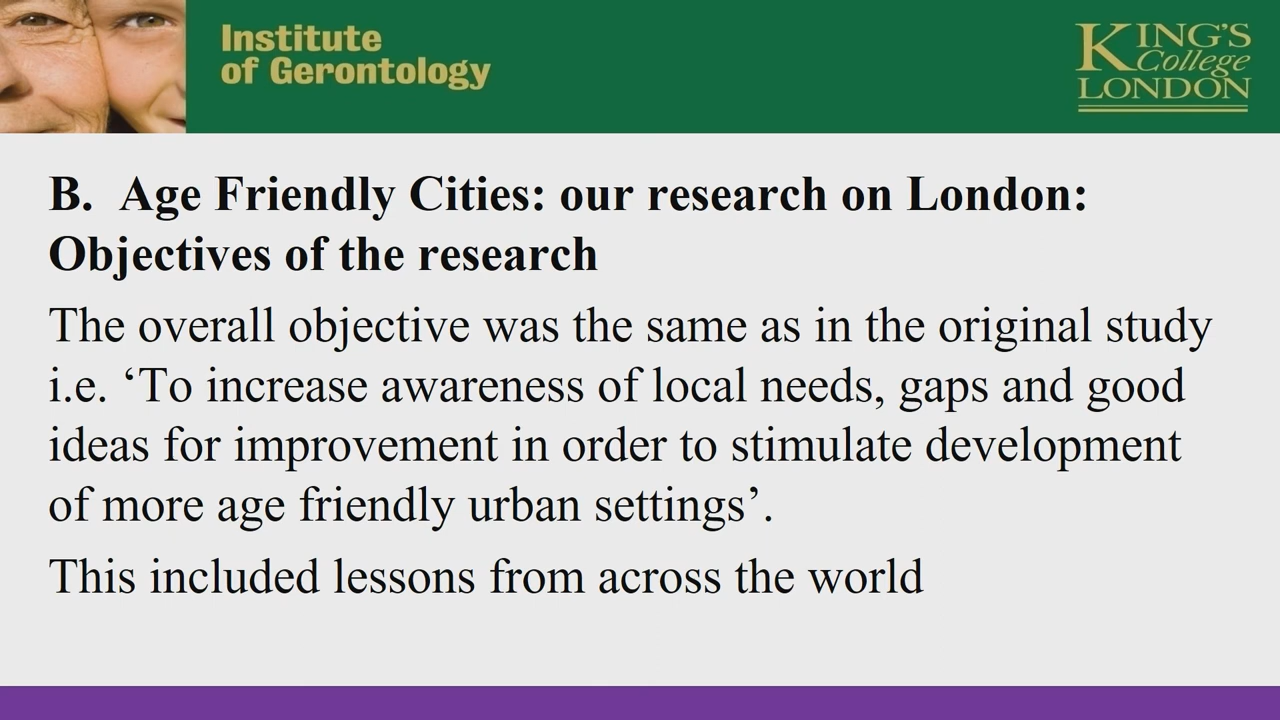 Institute
of Gerontology
KING'S
College
LONDON
B. Age Friendly Cities: our research on London:
Objectives of the research
The overall objective was the same as in the original study
i.e. ‘To increase awareness of local needs, gaps and good
ideas for improvement in order to stimulate development
of more age friendly urban settings’.
This included lessons from across the world